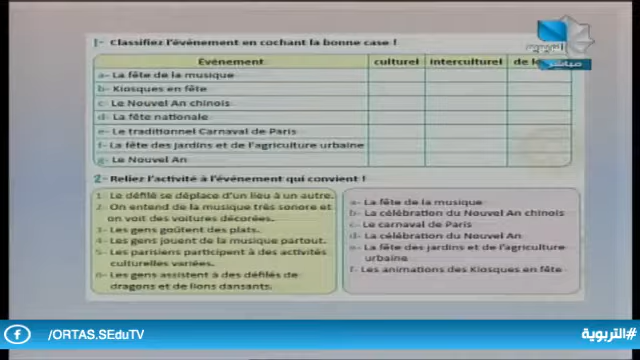 1- Classifiez l'événement en cochant la bonne case !
Événement culturel interculturel de
a- La fête de la musique
b- Kiosques en fête
c- Le Nouvel An chinois
d- La fête nationale
e- Le traditionnel Carnaval de Paris
f- La fête des jardins et de l'agriculture urbaine
g- Le Nouvel An
2- Reliez l'activité à l'événement qui convient !
1- Le défilé se déplace d'un lieu à un autre.
2- On entend de la musique très sonore et
on voit des voitures décorées.
3- Les gens goûtent des plats.
4- Les gens jouent de la musique partout.
5- Les parisiens participent à des activités
culturelles variées.
6- Les gens assistent à des défilés de
dragons et de lions dansants.
a- La fête de la musique
b- La célébration du Nouvel An chinois
c- Le carnaval de Paris
d- La célébration du Nouvel An
e- La fête des jardins et de l'agriculture
urbaine
f- Les animations des Kiosques en fête
التربوية
مباشر
/ORTAS.SEduTV
#التربوية